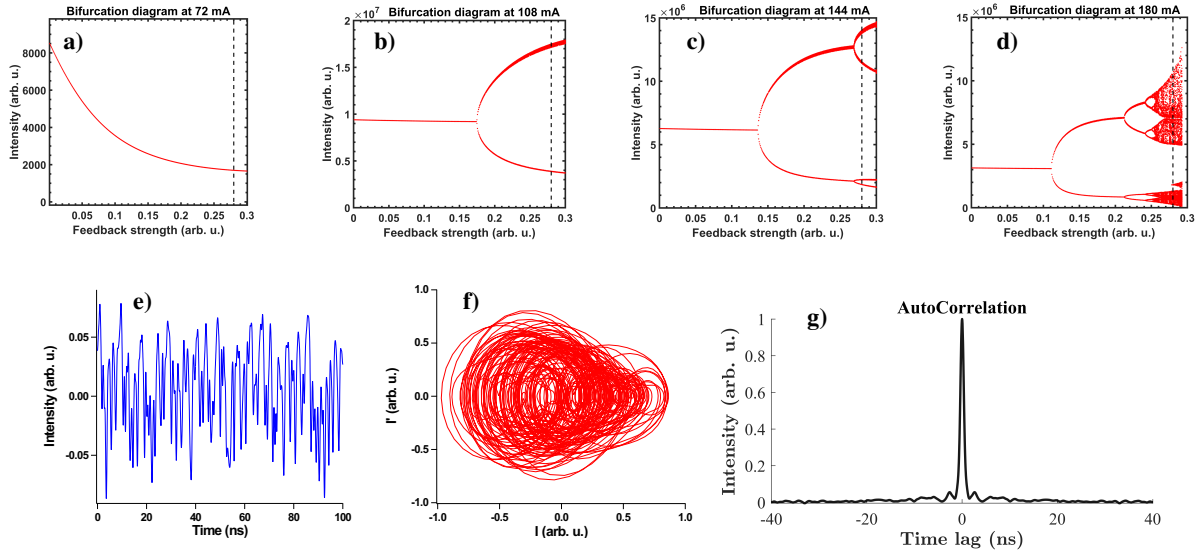 Bifurcation diagram at 72 mA
a)
8000
6000
4000
2000
0
0.05 0.1 0.15 0.2 0.25 0.3
Intensity (arb. u.)
Feedback strength (arb. u.)
×10⁷
Bifurcation diagram at 108 mA
b)
2
1.5
1
0.5
0
0 0.05 0.1 0.15 0.2 0.25 0.3
Intensity (arb. u.)
Feedback strength (arb. u.)
×10⁶
Bifurcation diagram at 144 mA
c)
15
10
5
0
0 0.05 0.1 0.15 0.2 0.25 0.3
Intensity (arb. u.)
Feedback strength (arb. u.)
×10⁶
Bifurcation diagram at 180 mA
d)
15
10
5
0
0 0.05 0.1 0.15 0.2 0.25 0.3
Intensity (arb. u.)
Feedback strength (arb. u.)
e)
0.05
0.00
-0.05
0 20 40 60 80 100
Intensity (arb. u.)
Time (ns)
f)
1.0
0.5
0.0
-0.5
-1.0
-1.0 -0.5 0.0 0.5 1.0
I' (arb. u.)
I (arb. u.)
AutoCorrelation
g)
1
0.8
0.6
0.4
0.2
0
-40 -20 0 20 40
Intensity (arb. u.)
Time lag (ns)